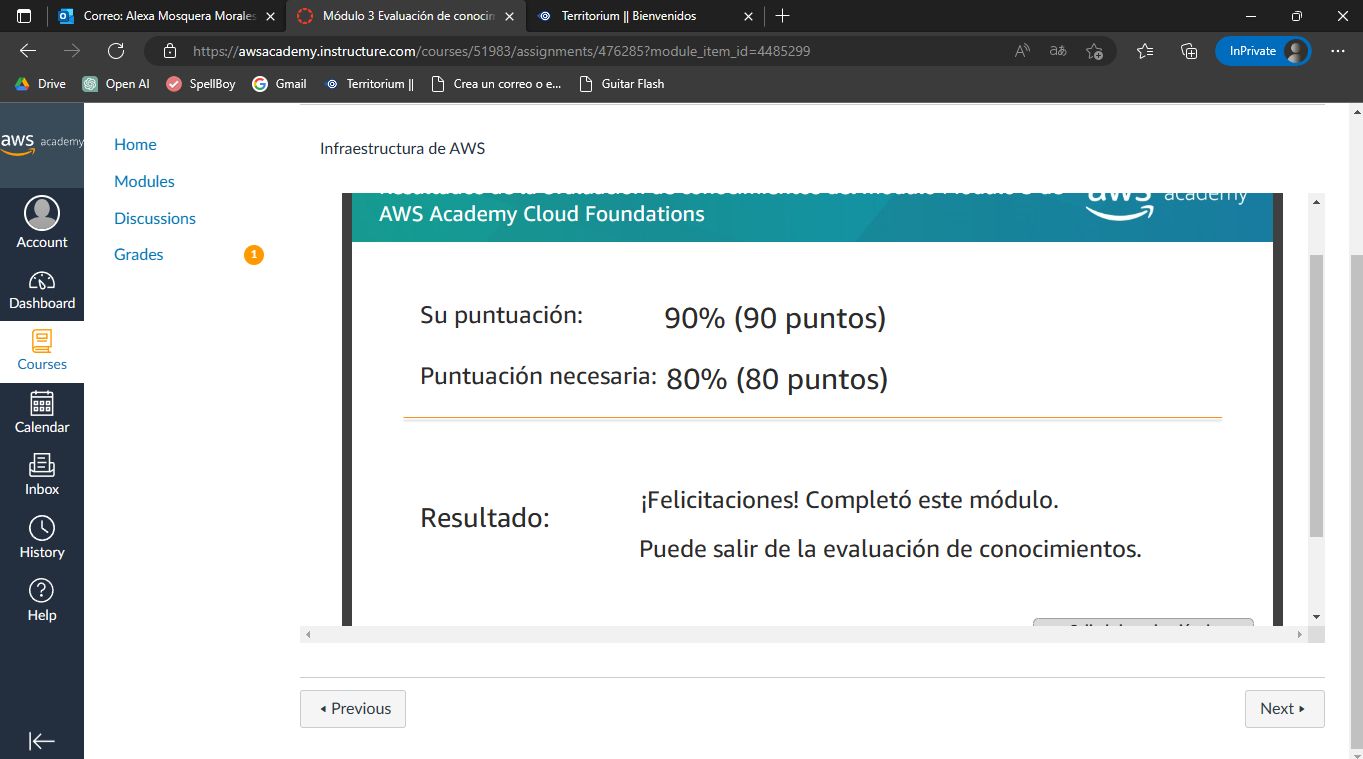 Correo: Alexa Mosquera Morales
Módulo 3 Evaluación de conocin
Territorium || Bienvenidos
https://awsacademy.instructure.com/courses/51983/assignments/476285?module_item_id=4485299
InPrivate
Drive
Open AI
SpellBoy
Gmail
Territorium ||
Crea un correo o e...
Guitar Flash
aws academy
Account
Dashboard
Courses
Calendar
Inbox
History
Help
Home
Modules
Discussions
Grades
1
Infraestructura de AWS
AWS Academy Cloud Foundations
aws academy
Su puntuación: 90% (90 puntos)
Puntuación necesaria: 80% (80 puntos)
Resultado:
¡Felicitaciones! Completó este módulo.
Puede salir de la evaluación de conocimientos.
Previous
Next